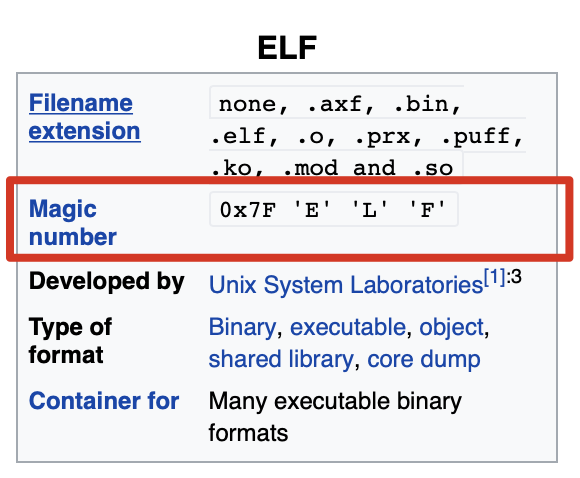 ELF
Filename extension
none, .axf, .bin, .elf, .o, .prx, .puff, .ko, .mod and .so
Magic number
0x7F 'E' 'L' 'F'
Developed by
Unix System Laboratories[1]:3
Type of format
Binary, executable, object, shared library, core dump
Container for
Many executable binary formats